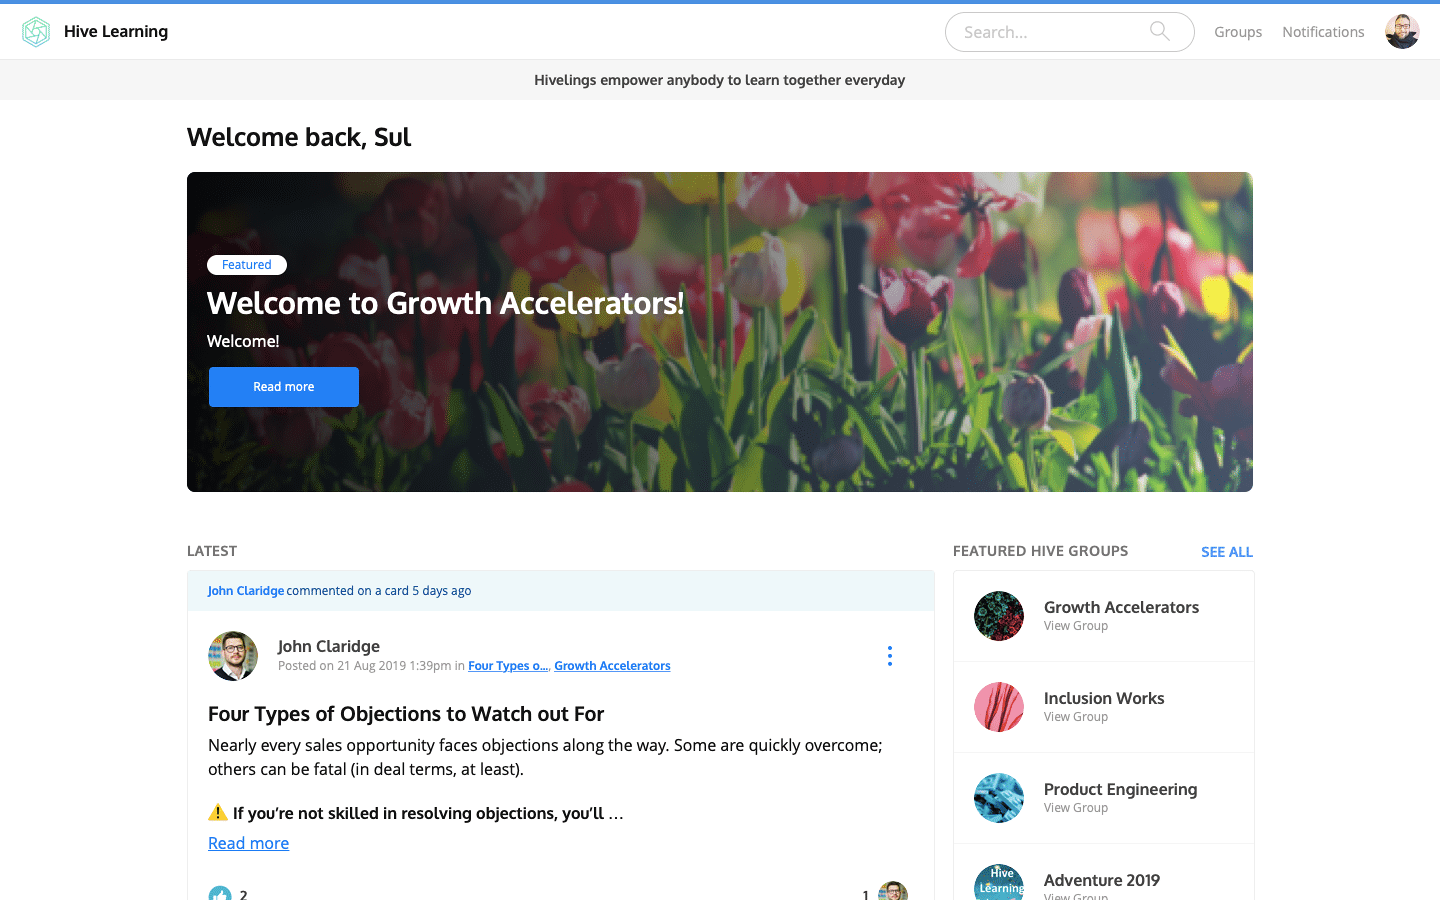 Hive Learning
Search...
Groups
Notifications
Hivelings empower anybody to learn together everyday
Welcome back, Sul
Featured
Welcome to Growth Accelerators!
Welcome!
Read more
LATEST
John Claridge commented on a card 5 days ago
John Claridge
Posted on 21 Aug 2019 1:39pm in Four Types o..., Growth Accelerators
Four Types of Objections to Watch out For
Nearly every sales opportunity faces objections along the way. Some are quickly overcome;
others can be fatal (in deal terms, at least).
⚠️ If you’re not skilled in resolving objections, you’ll …
Read more
2
1
FEATURED HIVE GROUPS
SEE ALL
Growth Accelerators
View Group
Inclusion Works
View Group
Product Engineering
View Group
Hive
Learning
Adventure 2019
View Group